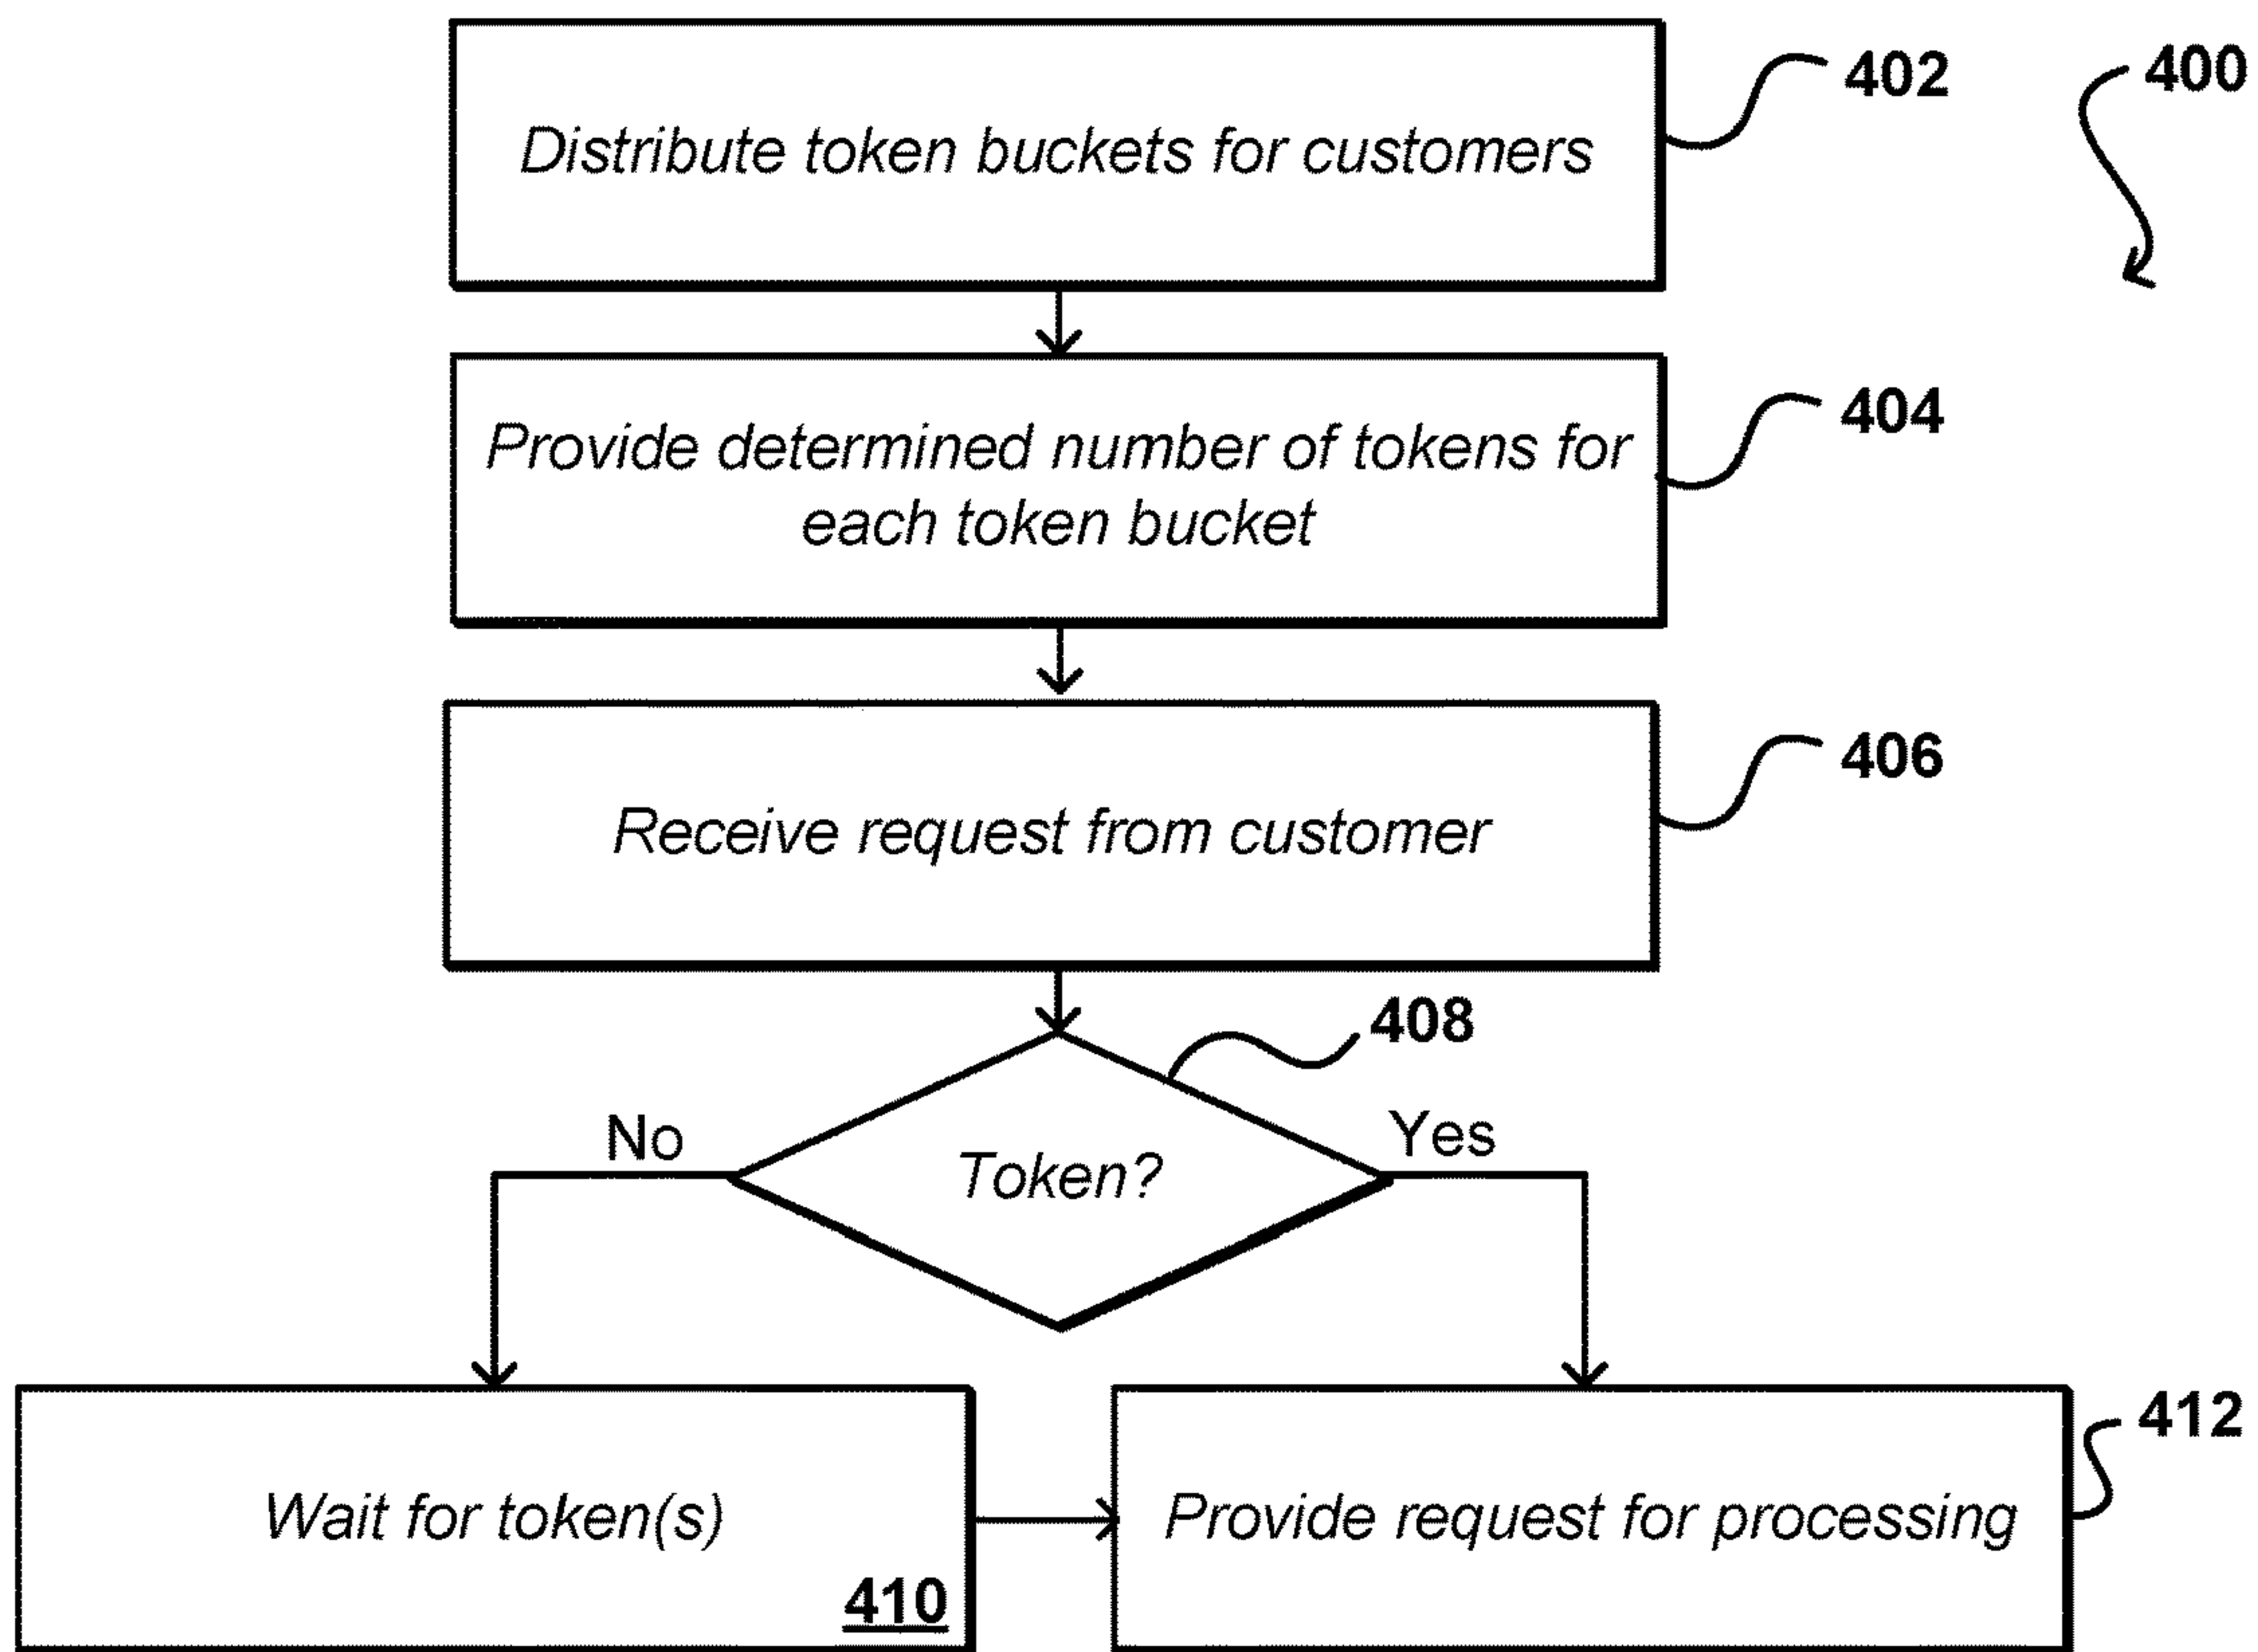 Distribute token buckets for customers
402
400
Provide determined number of tokens for
each token bucket
404
Receive request from customer
406
408
No
Token?
Yes
Wait for token(s)
410
Provide request for processing
412